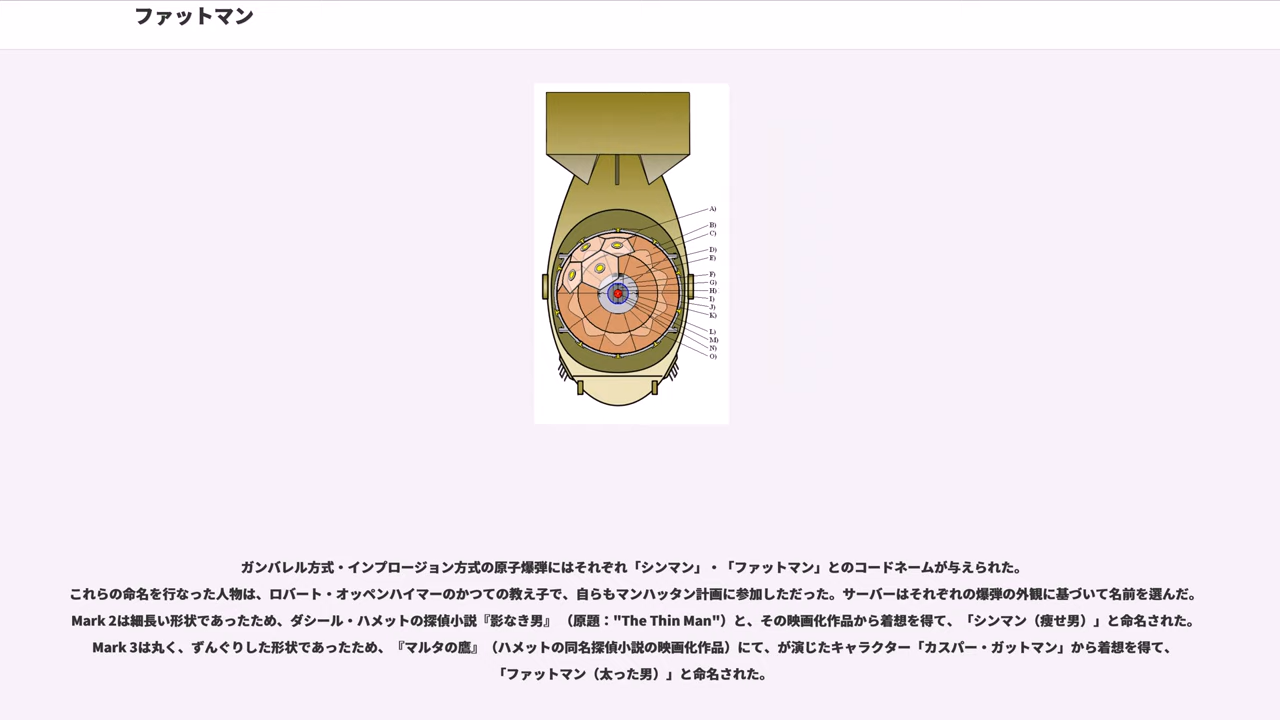 ファットマン
A)
B)
C)
D)
E)
F)
G)
H)
I)
J)
K)
L)
M)
N)
O)
ガンバレル方式・インプロージョン方式の原子爆弾にはそれぞれ「シンマン」・「ファットマン」とのコードネームが与えられた。
これらの命名を行なった人物は、ロバート・オッペンハイマーのかつての教え子で、自らもマンハッタン計画に参加しただった。サーバーはそれぞれの爆弾の外観に基づいて名前を選んだ。
Mark 2は細長い形状であったため、ダシール・ハメットの探偵小説『影なき男』（原題："The Thin Man"）と、その映画化作品から着想を得て、「シンマン（痩せ男）」と命名された。
Mark 3は丸く、ずんぐりした形状であったため、『マルタの鷹』（ハメットの同名探偵小説の映画化作品）にて、が演じたキャラクター「カスパー・ガットマン」から着想を得て、
「ファットマン（太った男）」と命名された。